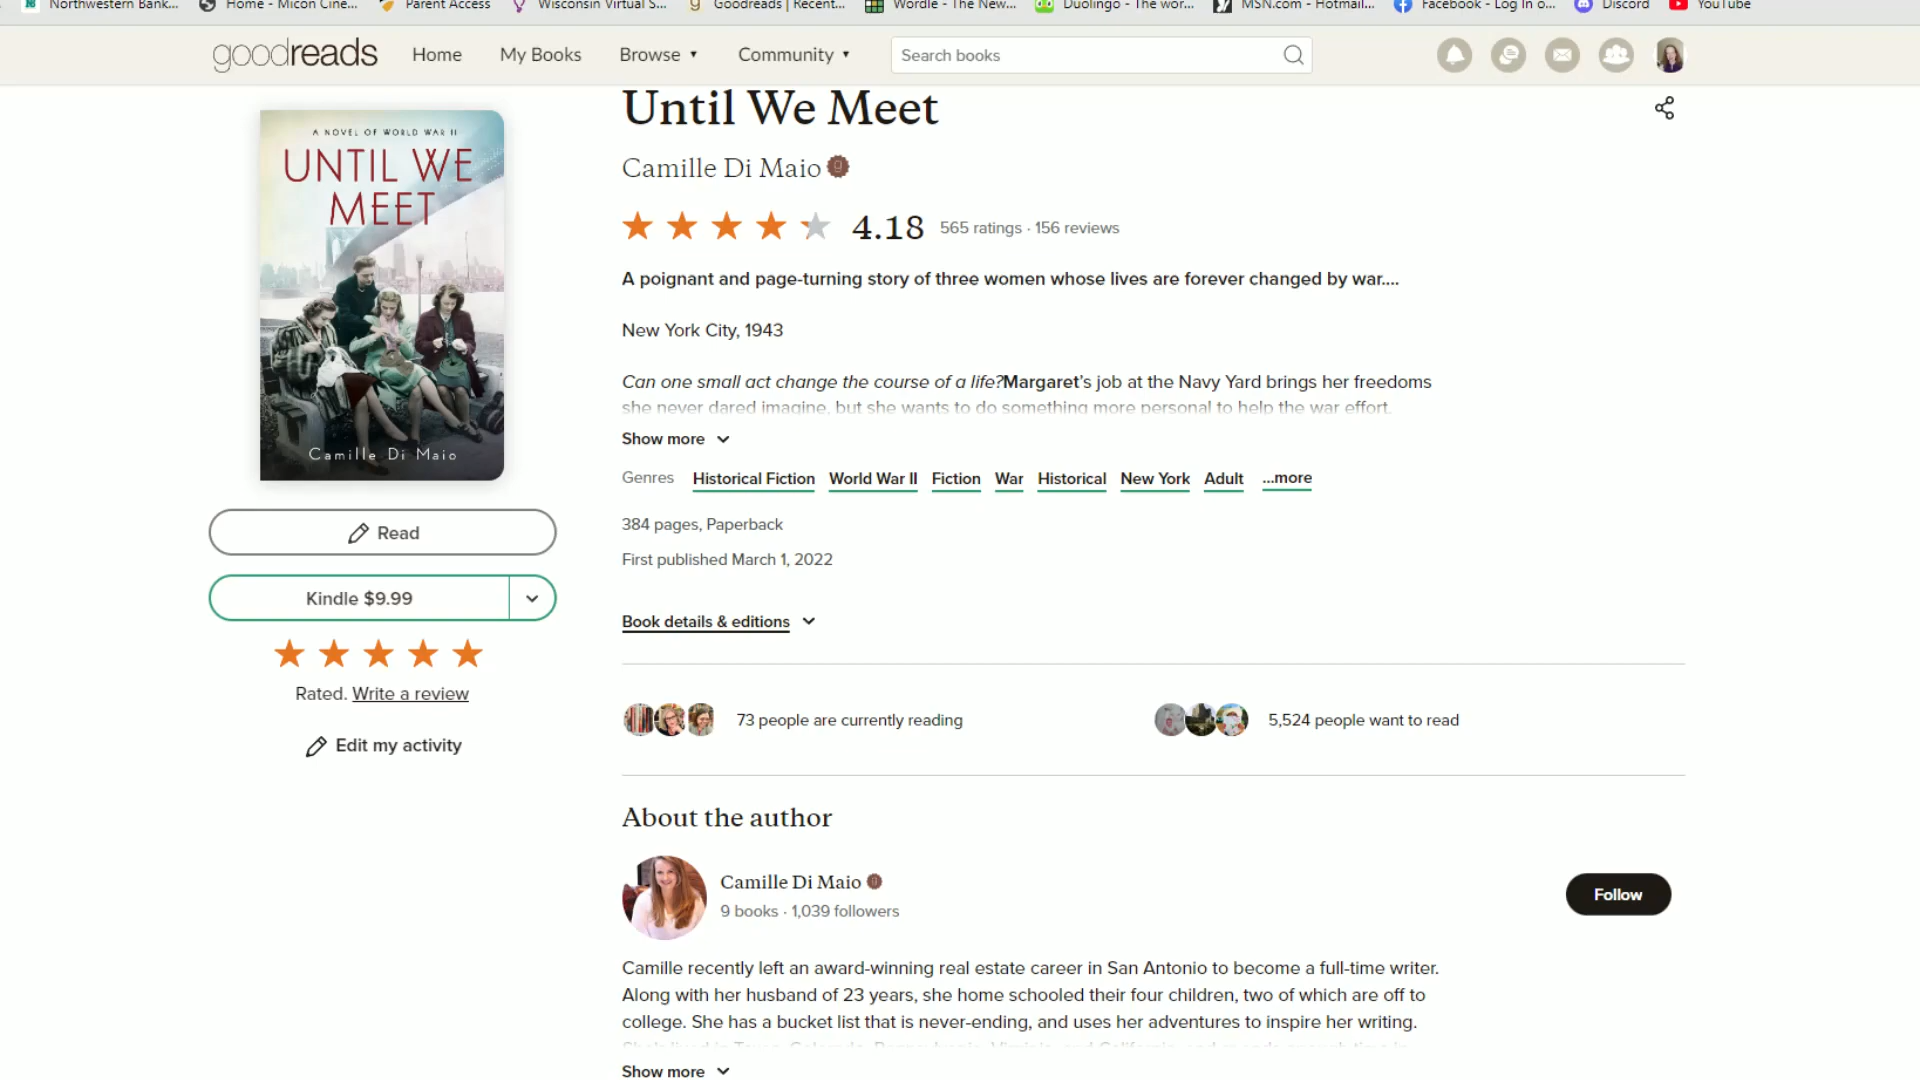 Northwestern Bank... Home - Micon Cine... Parent Access Wisconsin Virtual S... Goodreads | Recent... Wordle - The New... Duolingo - The wor... MSN.com - Hotmail... Facebook - Log In o... Discord YouTube
goodreads Home My Books Browse ▼ Community ▼ Search books
A NOVEL OF WORLD WAR II
UNTIL WE
MEET
Camille Di Maio
Read
Kindle $9.99
Rated. Write a review
Edit my activity
Until We Meet
Camille Di Maio
4.18 565 ratings · 156 reviews
A poignant and page-turning story of three women whose lives are forever changed by war....
New York City, 1943
Can one small act change the course of a life?Margaret's job at the Navy Yard brings her freedoms
she never dared imagine, but she wants to do something more personal to help the war effort.
Show more
Genres Historical Fiction World War II Fiction War Historical New York Adult ...more
384 pages, Paperback
First published March 1, 2022
Book details & editions
73 people are currently reading 5,524 people want to read
About the author
Camille Di Maio
9 books · 1,039 followers
Follow
Camille recently left an award-winning real estate career in San Antonio to become a full-time writer.
Along with her husband of 23 years, she home schooled their four children, two of which are off to
college. She has a bucket list that is never-ending, and uses her adventures to inspire her writing.
Show more